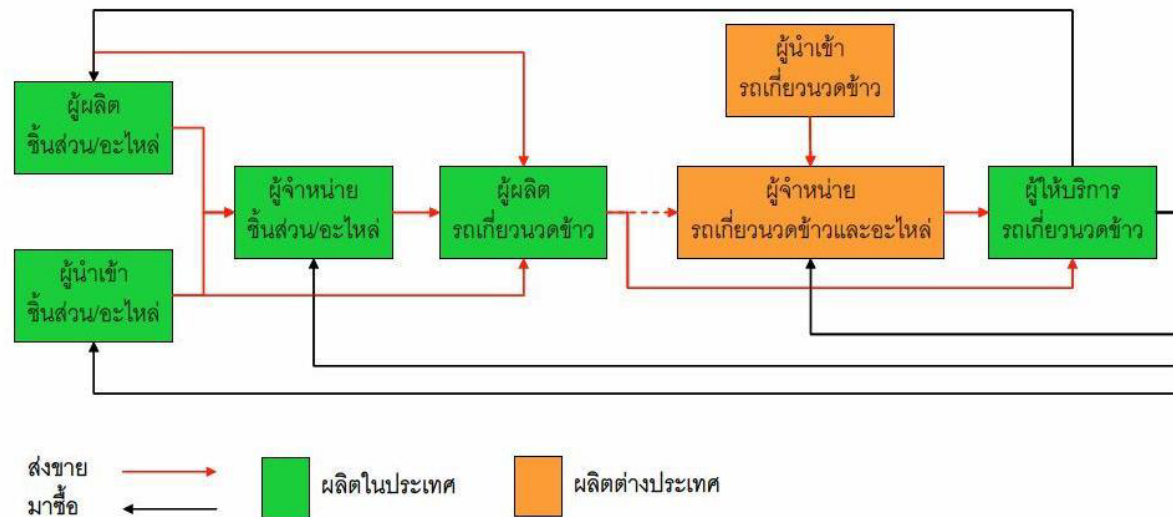 ผู้นำเข้า
รถเกี่ยวนวดข้าว
ผู้ผลิต
ชิ้นส่วน/อะไหล่
ผู้จำหน่าย
ชิ้นส่วน/อะไหล่
ผู้ผลิต
รถเกี่ยวนวดข้าว
ผู้จำหน่าย
รถเกี่ยวนวดข้าวและอะไหล่
ผู้ให้บริการ
รถเกี่ยวนวดข้าว
ผู้นำเข้า
ชิ้นส่วน/อะไหล่
ส่งขาย
มาซื้อ
ผลิตในประเทศ
ผลิตต่างประเทศ